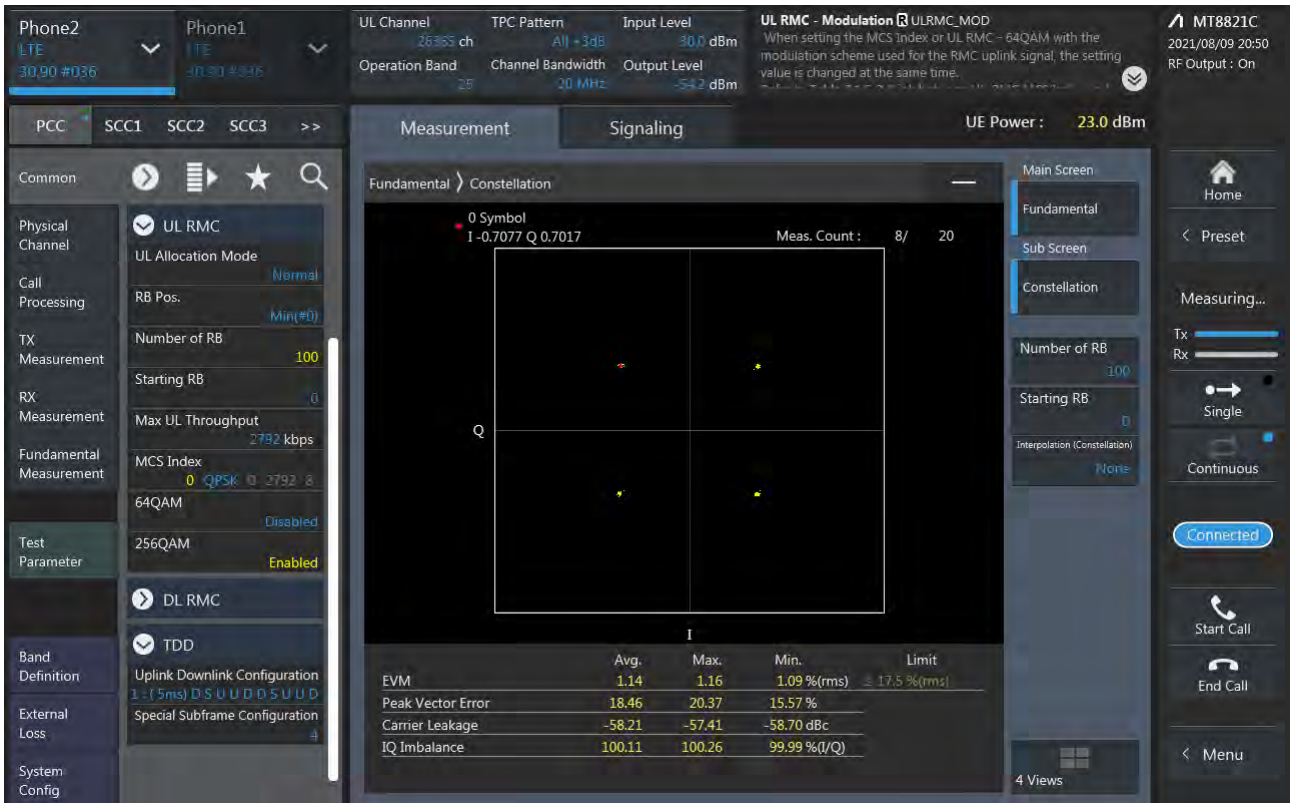 Phone2
LTE
30.90 #036
Phone1
LTE
30.90 #036
UL Channel
26365 ch
TPC Pattern
All +3dB
Input Level
30.0 dBm
Operation Band
25
Channel Bandwidth
20 MHz
Output Level
-54.2 dBm
UL RMC - Modulation R ULRMC_MOD
When setting the MCS Index or UL RMC – 64QAM with the
modulation scheme used for the RMC uplink signal, the setting
value is changed at the same time.
MT8821C
2021/08/09 20:50
RF Output : On
PCC SCC1 SCC2 SCC3 >>
Measurement
Signaling
UE Power : 23.0 dBm
Common
Physical
Channel
Call
Processing
TX
Measurement
RX
Measurement
Fundamental
Measurement
Test
Parameter
Band
Definition
External
Loss
System
Config
UL RMC
UL Allocation Mode
Normal
RB Pos.
Min(#0)
Number of RB
100
Starting RB
0
Max UL Throughput
2792 kbps
MCS Index
0 QPSK 0 2792 8
64QAM
Disabled
256QAM
Enabled
DL RMC
TDD
Uplink Downlink Configuration
1 : ( 5ms) D S U U D D S U U D
Special Subframe Configuration
4
Fundamental 〉 Constellation
0 Symbol
I -0.7077 Q 0.7017
Meas. Count : 8/ 20
Q
I
Avg. Max. Min. Limit
EVM 1.14 1.16 1.09 %(rms) ≤ 17.5 %(rms)
Peak Vector Error 18.46 20.37 15.57 %
Carrier Leakage -58.21 -57.41 -58.70 dBc
IQ Imbalance 100.11 100.26 99.99 %(I/Q)
Main Screen
Fundamental
Sub Screen
Constellation
Number of RB
100
Starting RB
0
Interpolation (Constellation)
None
4 Views
Home
< Preset
Measuring...
Tx
Rx
Single
Continuous
Connected
Start Call
End Call
< Menu